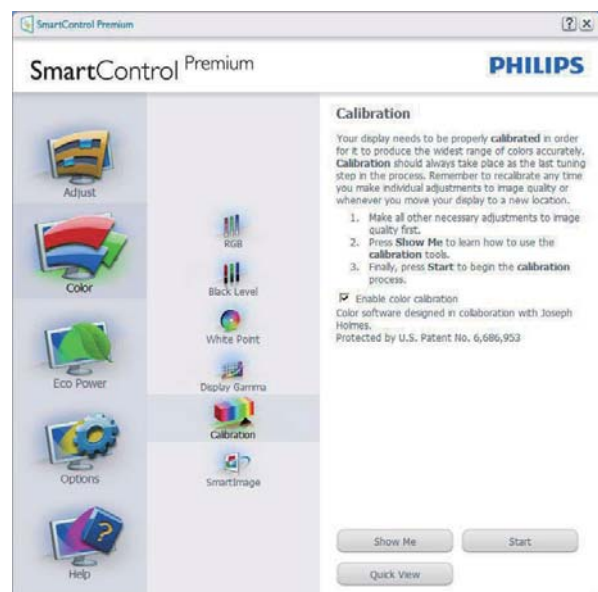 SmartControl Premium
SmartControl Premium
PHILIPS
Adjust
Color
Eco Power
Options
Help
RGB
Black Level
White Point
Display Gamma
Calibration
SmartImage
Calibration
Your display needs to be properly calibrated in order
for it to produce the widest range of colors accurately.
Calibration should always take place as the last tuning
step in the process. Remember to recalibrate any time
you make individual adjustments to image quality or
whenever you move your display to a new location.
1. Make all other necessary adjustments to image
quality first.
2. Press Show Me to learn how to use the
calibration tools.
3. Finally, press Start to begin the calibration
process.
Enable color calibration
Color software designed in collaboration with Joseph
Holmes.
Protected by U.S. Patent No. 6,686,953
Show Me
Start
Quick View